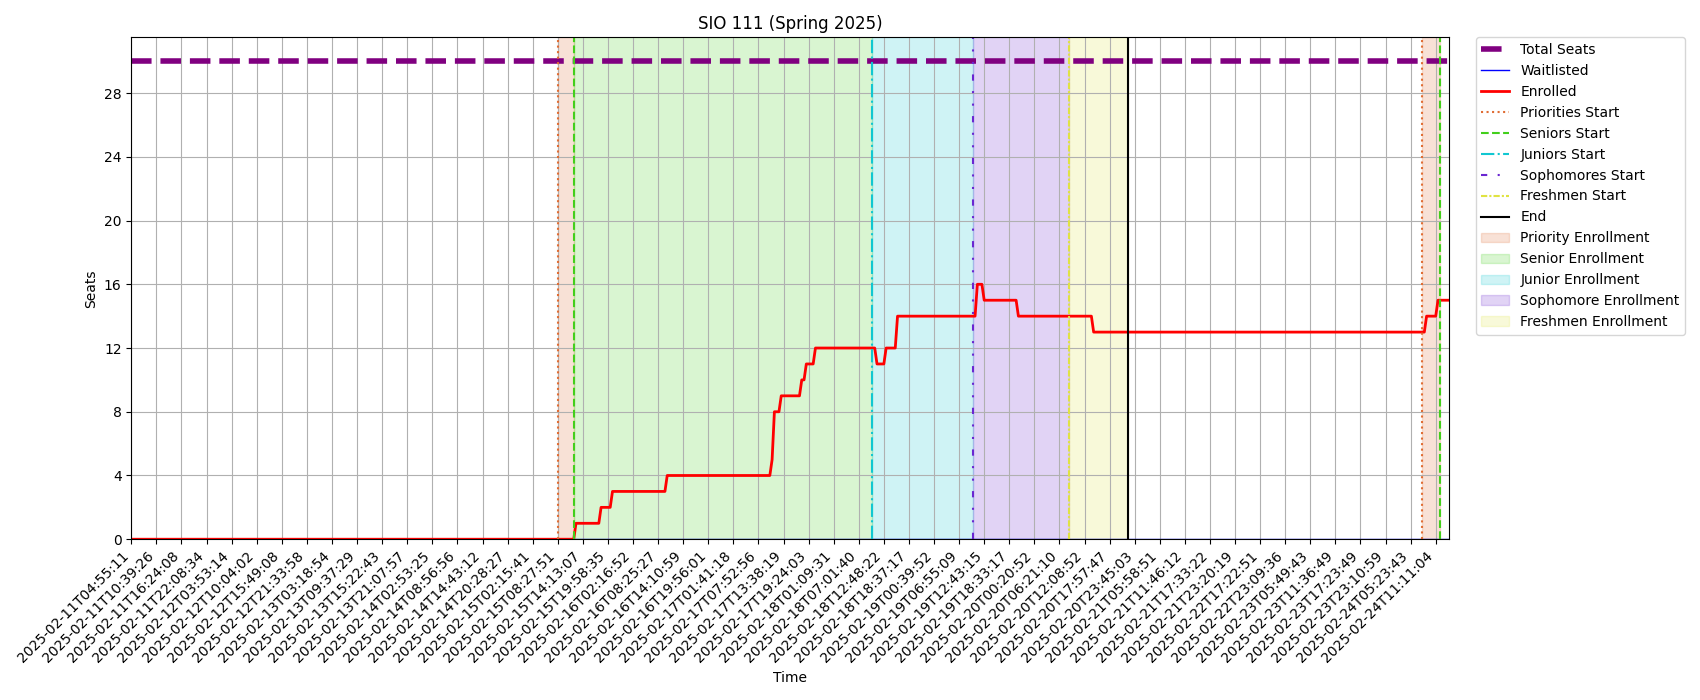 SIO 111 (Spring 2025)
Seats
28
24
20
16
12
8
4
0
2025-02-11T04:55:11
2025-02-11T10:39:26
2025-02-11T16:24:08
2025-02-11T22:08:34
2025-02-12T03:53:14
2025-02-12T10:04:02
2025-02-12T15:49:08
2025-02-12T21:33:58
2025-02-13T03:18:54
2025-02-13T09:37:29
2025-02-13T15:22:43
2025-02-13T21:07:57
2025-02-14T02:53:25
2025-02-14T08:56:56
2025-02-14T14:43:12
2025-02-14T20:28:27
2025-02-15T02:15:41
2025-02-15T08:27:51
2025-02-15T14:13:07
2025-02-15T19:58:35
2025-02-16T02:16:52
2025-02-16T08:25:27
2025-02-16T14:10:59
2025-02-16T19:56:01
2025-02-17T01:41:18
2025-02-17T07:52:56
2025-02-17T13:38:19
2025-02-17T19:24:03
2025-02-18T01:09:31
2025-02-18T07:01:40
2025-02-18T12:48:22
2025-02-18T18:37:17
2025-02-19T00:39:52
2025-02-19T06:55:09
2025-02-19T12:43:15
2025-02-19T18:33:17
2025-02-20T00:20:52
2025-02-20T06:21:10
2025-02-20T12:08:52
2025-02-20T17:57:47
2025-02-20T23:45:03
2025-02-21T05:58:51
2025-02-21T11:46:12
2025-02-21T17:33:22
2025-02-21T23:20:19
2025-02-22T17:22:51
2025-02-22T23:09:36
2025-02-23T05:49:43
2025-02-23T11:36:49
2025-02-23T17:23:49
2025-02-23T23:10:59
2025-02-24T05:23:43
2025-02-24T11:11:04
Time
Total Seats
Waitlisted
Enrolled
Priorities Start
Seniors Start
Juniors Start
Sophomores Start
Freshmen Start
End
Priority Enrollment
Senior Enrollment
Junior Enrollment
Sophomore Enrollment
Freshmen Enrollment